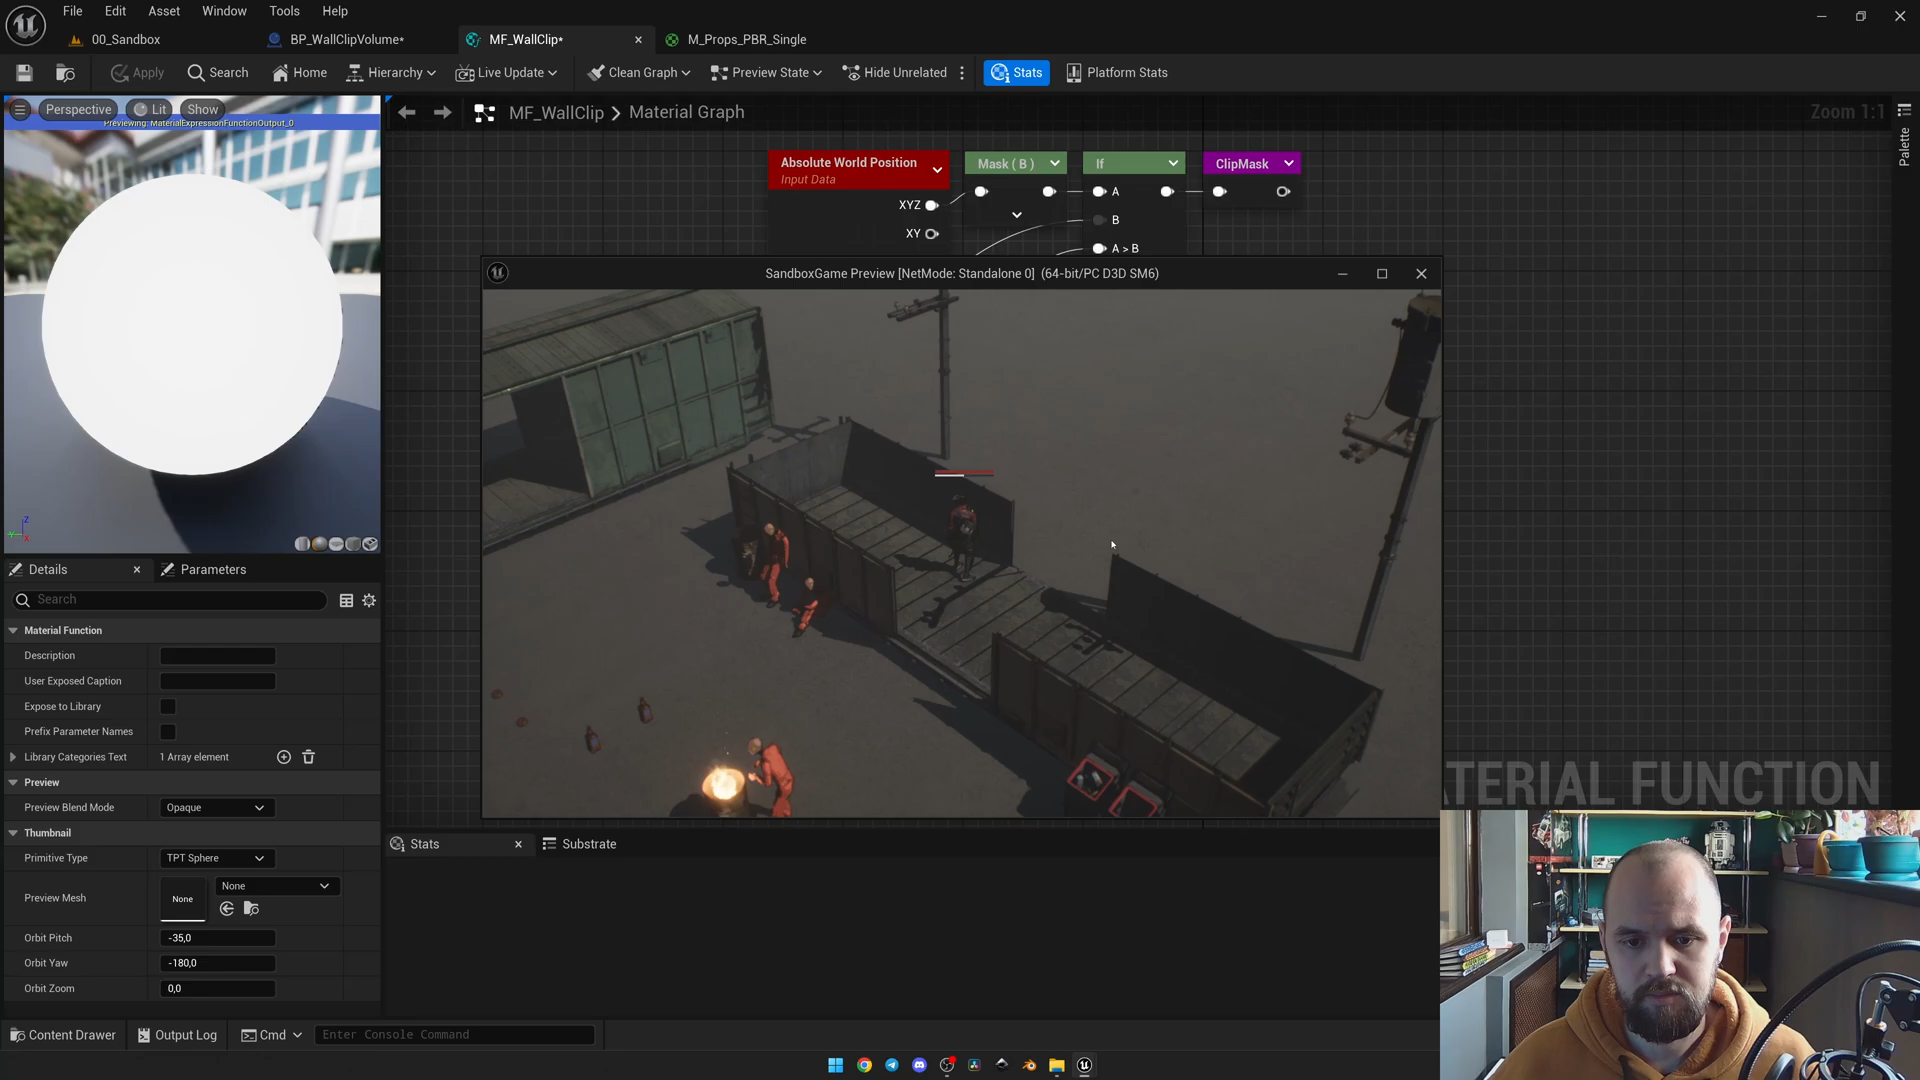 File Edit Asset Window Tools Help
00_Sandbox BP_WallClipVolume* MF_WallClip* M_Props_PBR_Single
Apply Search Home Hierarchy Live Update Clean Graph Preview State Hide Unrelated Stats Platform Stats
Perspective Lit Show
Previewing: MaterialExpressionFunctionOutput_0
MF_WallClip Material Graph
Zoom 1:1
Palette
Absolute World Position
Input Data
XYZ
XY
Mask ( B )
If
A
B
A > B
ClipMask
SandboxGame Preview [NetMode: Standalone 0] (64-bit/PC D3D SM6)
Z
Details Parameters
Search
Material Function
Description
User Exposed Caption
Expose to Library
Prefix Parameter Names
Library Categories Text 1 Array element
Preview
Preview Blend Mode Opaque
Thumbnail
Primitive Type TPT Sphere
Preview Mesh None None
Orbit Pitch -35,0
Orbit Yaw -180,0
Orbit Zoom 0,0
TERIAL FUNCTION
Stats Substrate
Content Drawer Output Log Cmd Enter Console Command